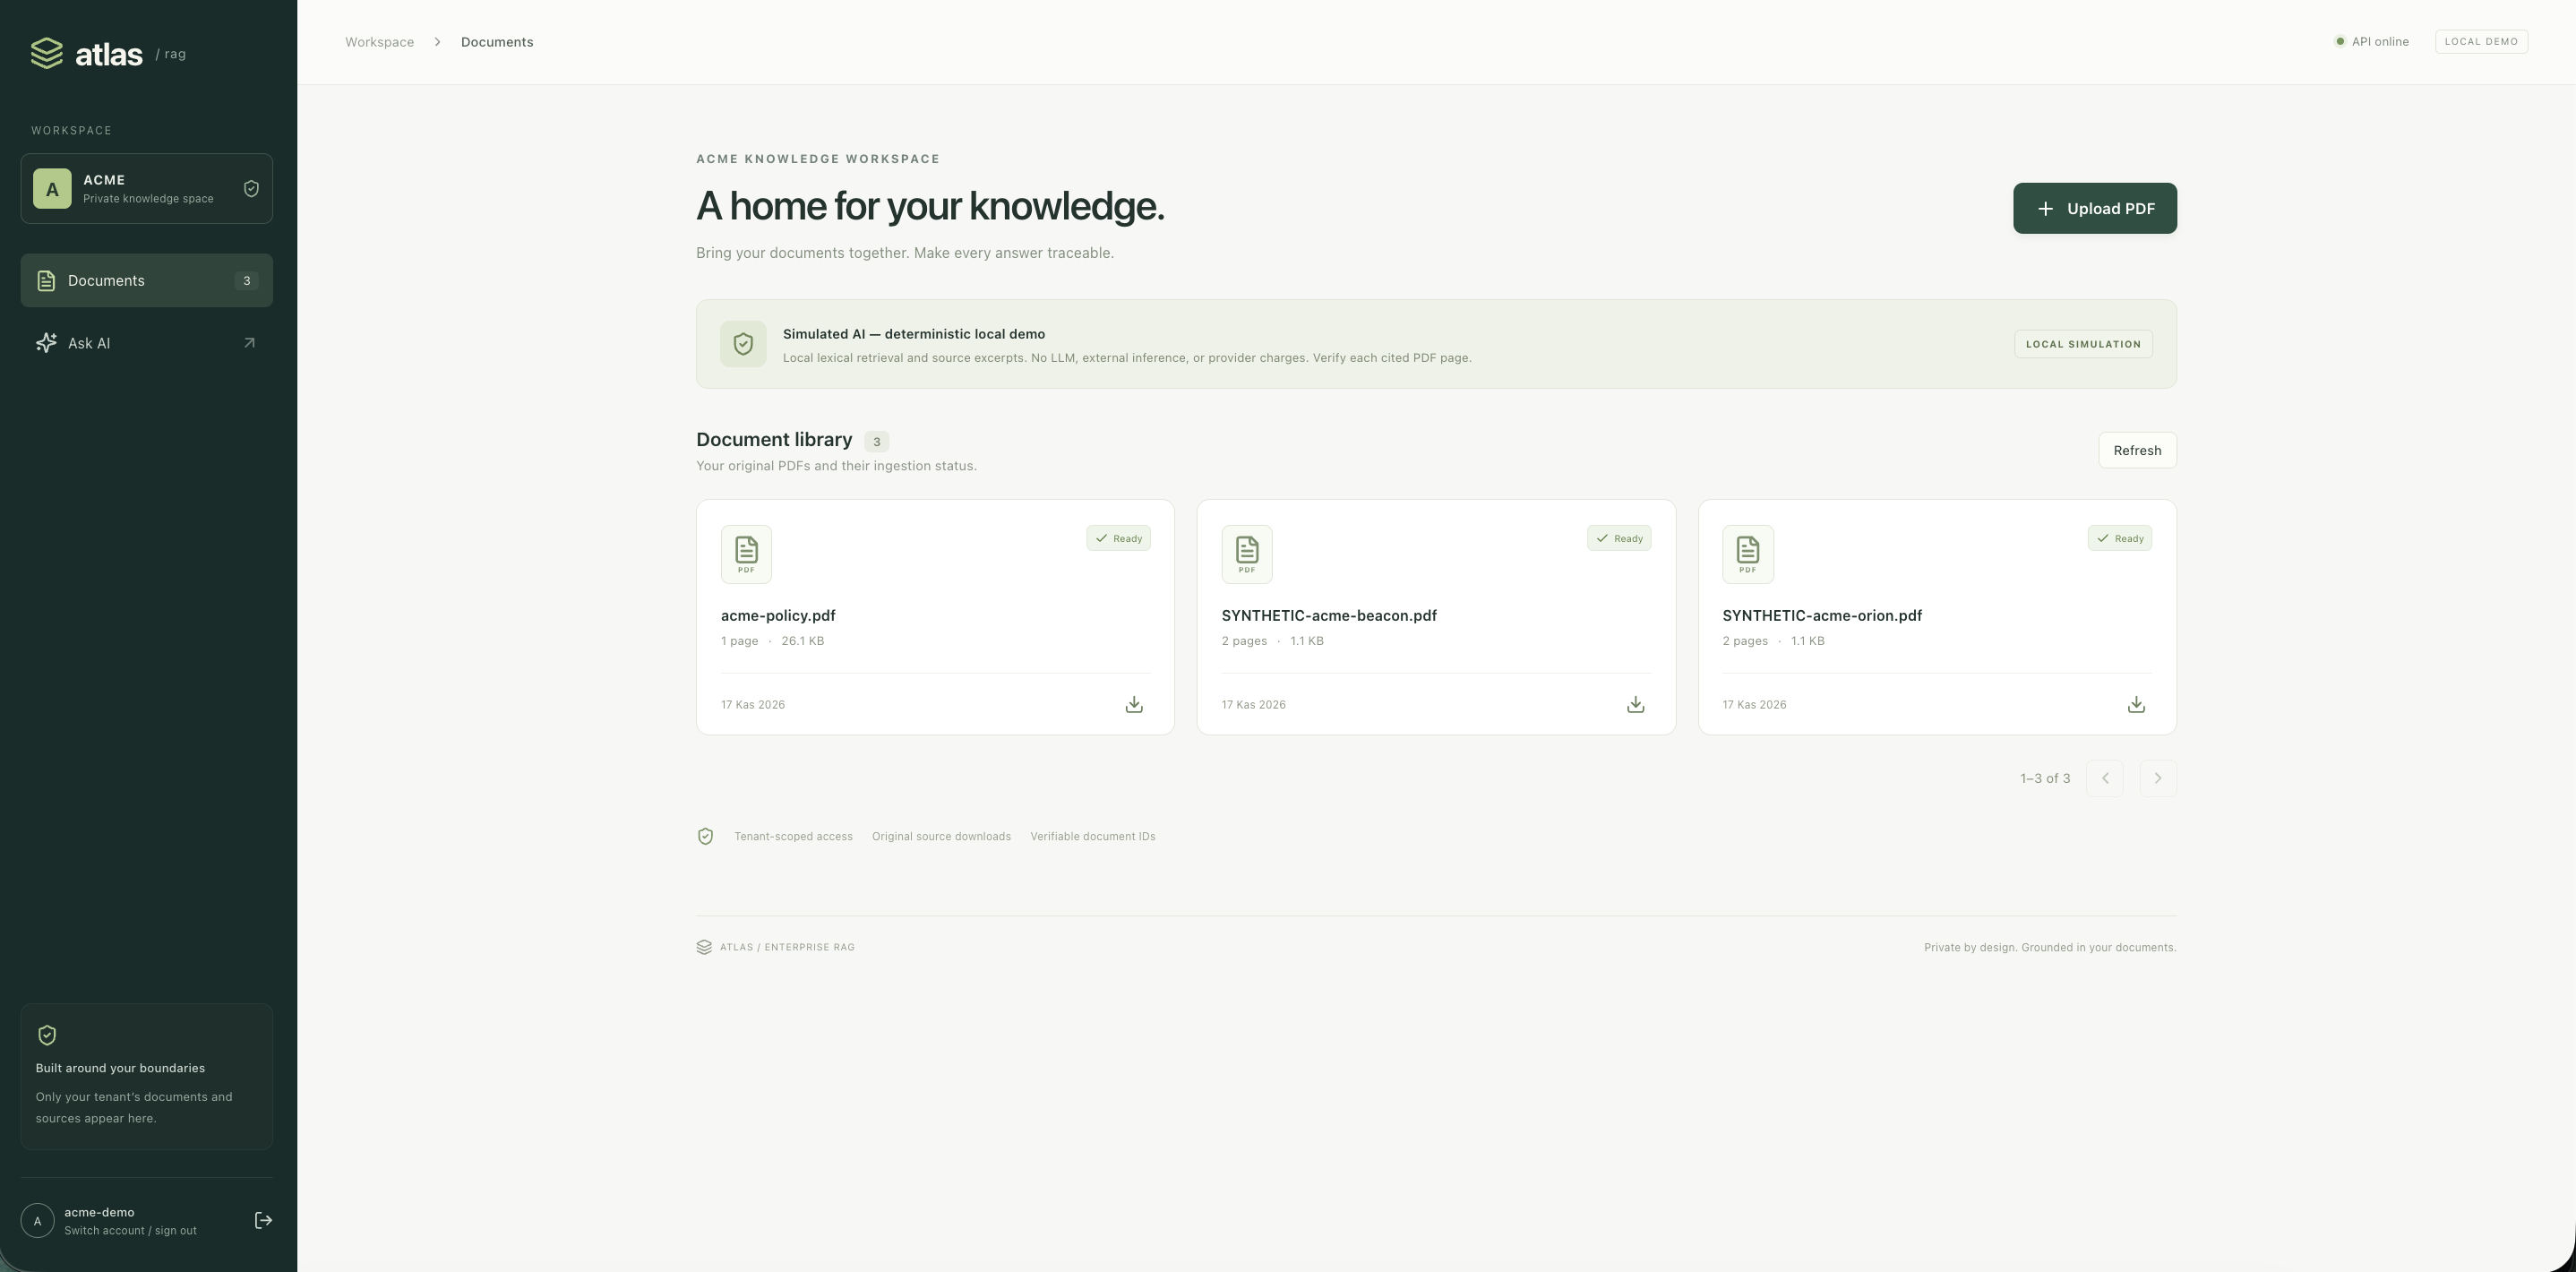 atlas / rag
WORKSPACE
A
ACME
Private knowledge space
Documents 3
Ask AI
Built around your boundaries
Only your tenant's documents and
sources appear here.
A
acme-demo
Switch account / sign out
Workspace > Documents
API online
LOCAL DEMO
ACME KNOWLEDGE WORKSPACE
A home for your knowledge.
Bring your documents together. Make every answer traceable.
+ Upload PDF
Simulated AI — deterministic local demo
Local lexical retrieval and source excerpts. No LLM, external inference, or provider charges. Verify each cited PDF page.
LOCAL SIMULATION
Document library 3
Your original PDFs and their ingestion status.
Refresh
PDF
Ready
acme-policy.pdf
1 page · 26.1 KB
17 Kas 2026
PDF
Ready
SYNTHETIC-acme-beacon.pdf
2 pages · 1.1 KB
17 Kas 2026
PDF
Ready
SYNTHETIC-acme-orion.pdf
2 pages · 1.1 KB
17 Kas 2026
1–3 of 3
Tenant-scoped access Original source downloads Verifiable document IDs
ATLAS / ENTERPRISE RAG
Private by design. Grounded in your documents.